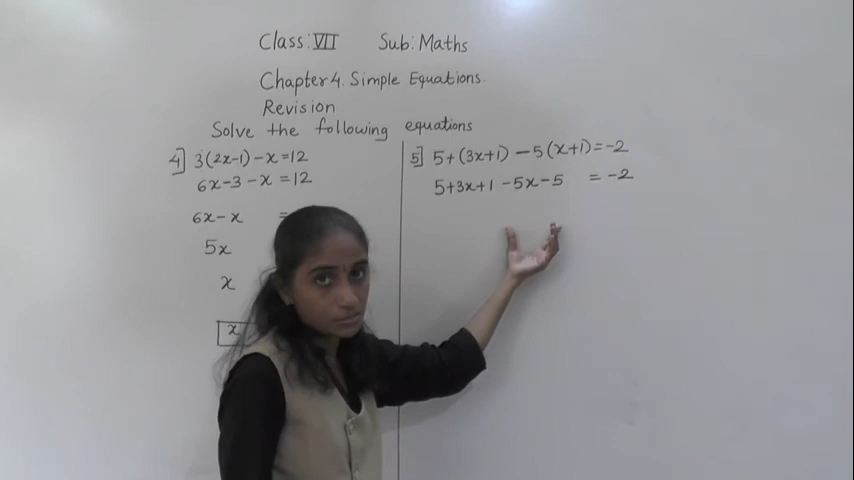 Class: VII Sub: Maths
Chapter 4. Simple Equations.
Revision
Solve the following equations
4] 3(2x-1)-x=12
6x-3-x=12
6x-x =
5x
x
x
5] 5+(3x+1)-5(x+1)=-2
5+3x+1-5x-5 =-2